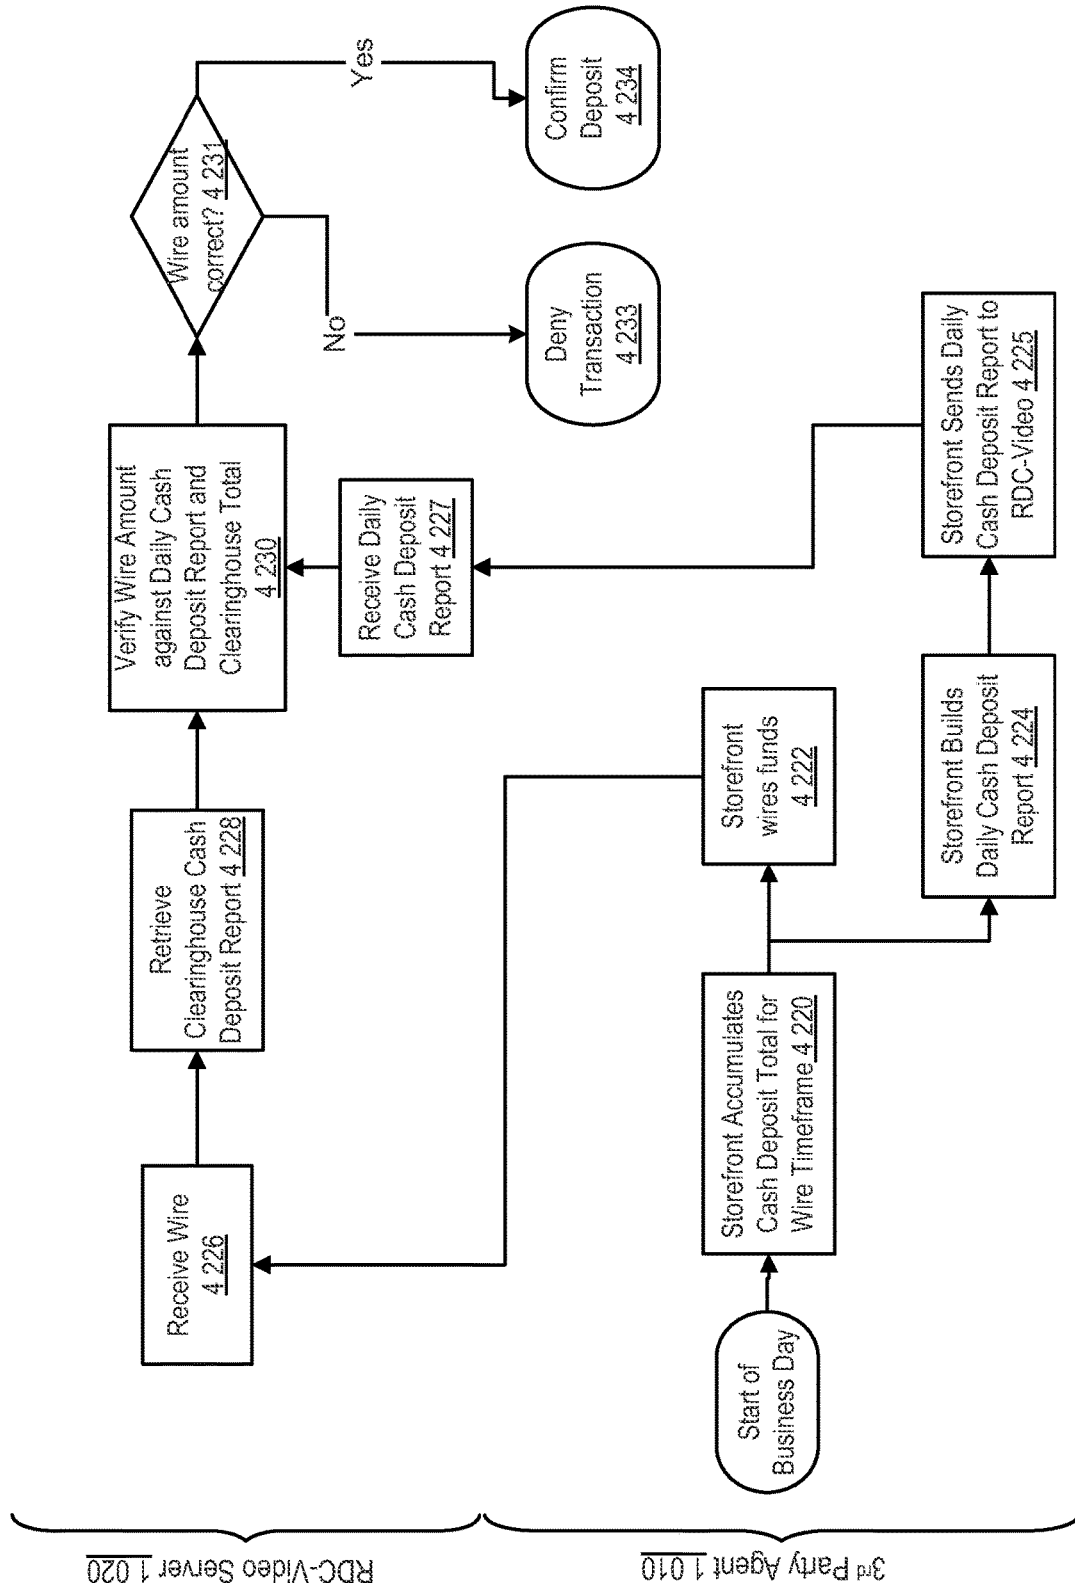 RDC-Video Server 1 020
Receive Wire
4 226
Retrieve
Clearinghouse Cash
Deposit Report 4 228
Verify Wire Amount
against Daily Cash
Deposit Report and
Clearinghouse Total
4 230
Wire amount
correct? 4 231
Yes
No
Receive Daily
Cash Deposit
Report 4 227
Deny
Transaction
4 233
Confirm
Deposit
4 234
3rd Party Agent 1 010
Start of
Business Day
Storefront Accumulates
Cash Deposit Total for
Wire Timeframe 4 220
Storefront
wires funds
4 222
Storefront Builds
Daily Cash Deposit
Report 4 224
Storefront Sends Daily
Cash Deposit Report to
RDC-Video 4 225